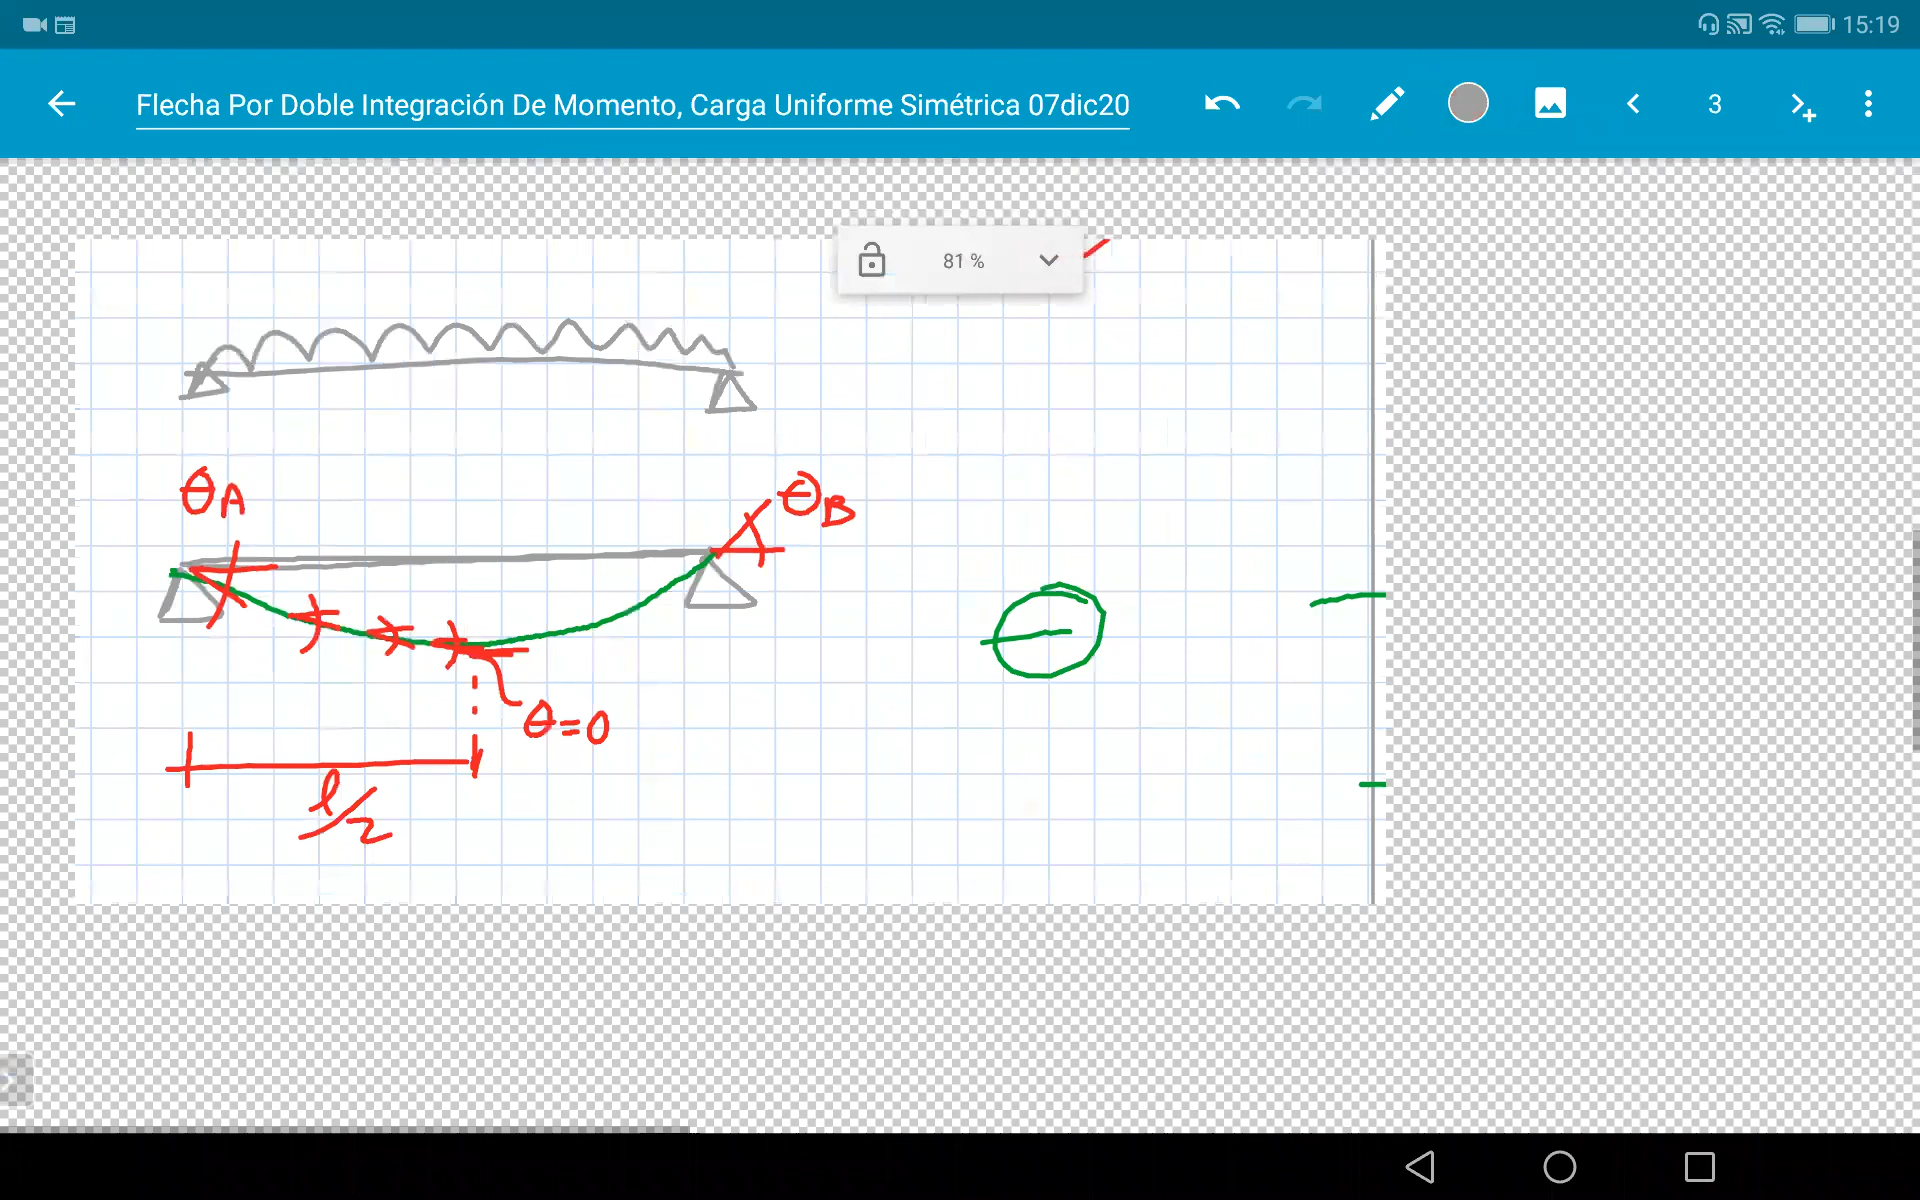 15:19
Flecha Por Doble Integración De Momento, Carga Uniforme Simétrica 07dic20
3
81 %
θA
θB
θ=0
l/2